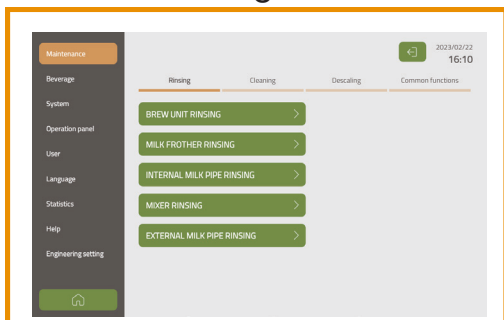 2023/02/22
16:10
Maintenance
Beverage
System
Operation panel
User
Language
Statistics
Help
Engineering setting
Rinsing
Cleaning
Descaling
Common functions
BREW UNIT RINSING
MILK FROTHER RINSING
INTERNAL MILK PIPE RINSING
MIXER RINSING
EXTERNAL MILK PIPE RINSING